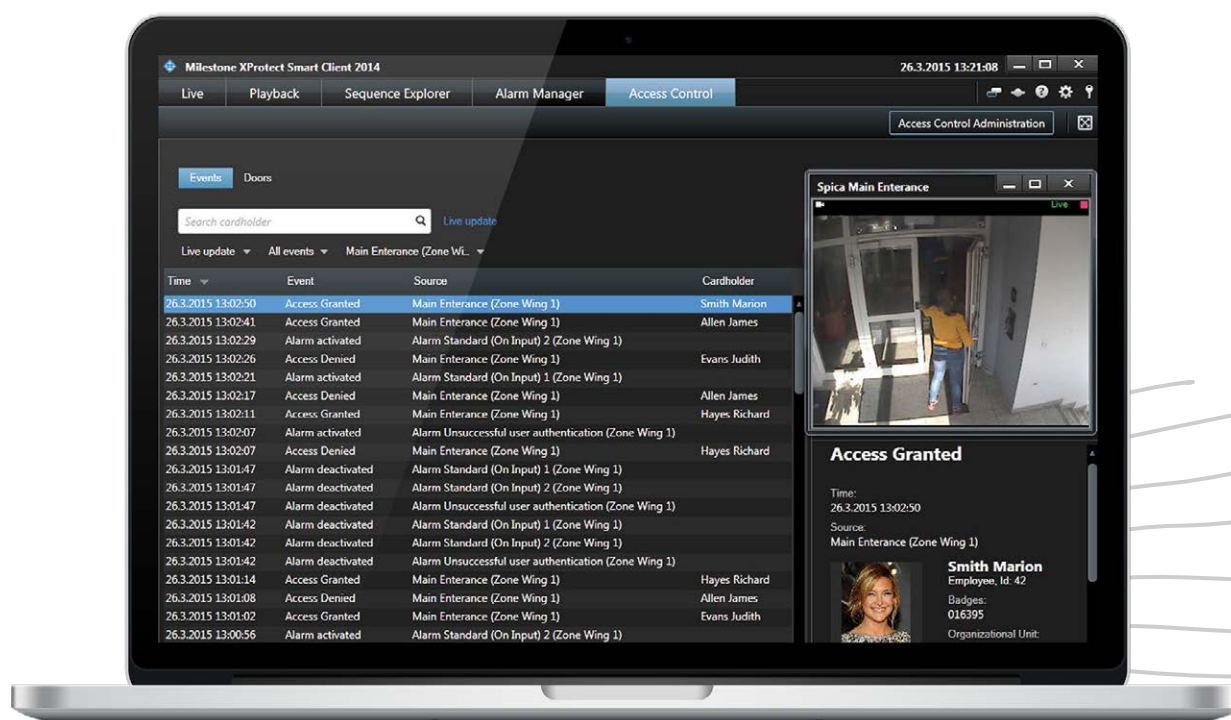 Milestone XProtect Smart Client 2014
26.3.2015 13:21:08
Live Playback Sequence Explorer Alarm Manager Access Control
Access Control Administration
Events Doors
Search cardholder
Live update
Live update All events Main Enterance (Zone Wi...
Time Event Source Cardholder
26.3.2015 13:02:50 Access Granted Main Enterance (Zone Wing 1) Smith Marion
26.3.2015 13:02:41 Access Granted Main Enterance (Zone Wing 1) Allen James
26.3.2015 13:02:29 Alarm activated Alarm Standard (On Input) 2 (Zone Wing 1)
26.3.2015 13:02:26 Access Denied Main Enterance (Zone Wing 1) Evans Judith
26.3.2015 13:02:21 Alarm activated Alarm Standard (On Input) 1 (Zone Wing 1)
26.3.2015 13:02:17 Access Denied Main Enterance (Zone Wing 1) Allen James
26.3.2015 13:02:11 Access Granted Main Enterance (Zone Wing 1) Hayes Richard
26.3.2015 13:02:07 Alarm activated Alarm Unsuccessful user authentication (Zone Wing 1)
26.3.2015 13:02:07 Access Denied Main Enterance (Zone Wing 1) Hayes Richard
26.3.2015 13:01:47 Alarm deactivated Alarm Standard (On Input) 1 (Zone Wing 1)
26.3.2015 13:01:47 Alarm deactivated Alarm Standard (On Input) 2 (Zone Wing 1)
26.3.2015 13:01:47 Alarm deactivated Alarm Unsuccessful user authentication (Zone Wing 1)
26.3.2015 13:01:42 Alarm deactivated Alarm Standard (On Input) 1 (Zone Wing 1)
26.3.2015 13:01:42 Alarm deactivated Alarm Standard (On Input) 2 (Zone Wing 1)
26.3.2015 13:01:42 Alarm deactivated Alarm Unsuccessful user authentication (Zone Wing 1)
26.3.2015 13:01:14 Access Granted Main Enterance (Zone Wing 1) Hayes Richard
26.3.2015 13:01:08 Access Denied Main Enterance (Zone Wing 1) Allen James
26.3.2015 13:01:02 Access Granted Main Enterance (Zone Wing 1) Evans Judith
26.3.2015 13:00:56 Alarm activated Alarm Standard (On Input) 2 (Zone Wing 1)
Spica Main Enterance
Live
Access Granted
Time:
26.3.2015 13:02:50
Source:
Main Enterance (Zone Wing 1)
Smith Marion
Employee, Id: 42
Badges:
016395
Organizational Unit: